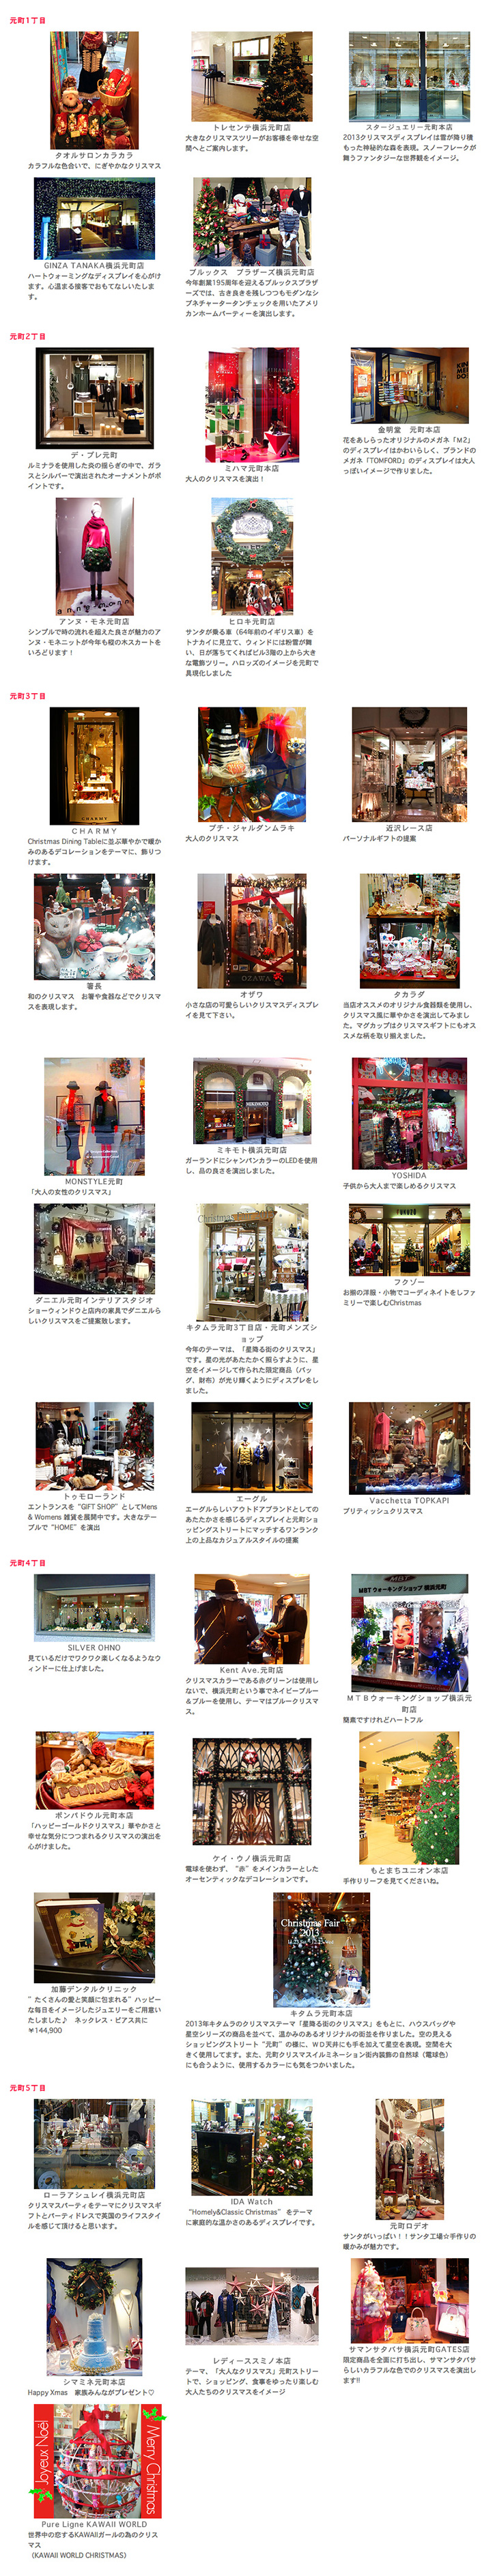 元町1丁目
タオルサロンカラカラ
カラフルな色合いで、にぎやかなクリスマス
トレセンテ横浜元町店
大きなクリスマスツリーがお客様を幸せな空
間へとご案内します。
スタージュエリー元町本店
2013クリスマスディスプレイは雪が降り積
もった神秘的な森を表現。スノーフレークが
舞うファンタジーな世界観をイメージ。
GINZA TANAKA横浜元町店
ハートウォーミングなディスプレイを心がけ
ます。心温まる接客でおもてなしいたしま
す。
ブルックス　ブラザーズ横浜元町店
今年創業195周年を迎えるブルックスブラザ
ーズでは、古き良きを残しつつもモダンなシ
グネチャータータンチェックを用いたアメリ
カンホームパーティーを演出します。
元町2丁目
デ・プレ元町
ルミナラを使用した炎の揺らぎの中で、ガラ
スとシルバーで演出されたオーナメントがポ
イントです。
ミハマ元町本店
大人のクリスマスを演出！
金明堂　元町本店
花をあしらったオリジナルのメガネ「M2」
のディスプレイはかわいらしく、ブランドの
メガネ「TOMFORD」のディスプレイは大人
っぽいイメージで作りました。
アンヌ・モネ元町店
シンプルで時の流れを超えた良さが魅力のア
ンヌ・モネニットが今年も樅の木スカートを
いろどります！
ヒロキ元町店
サンタが乗る車（64年前のイギリス車）を
トナカイに見立て、ウィンドには粉雪が舞
い、日が落ちてくればビル3階の上から大き
な電飾ツリー。ハロッズのイメージを元町で
具現化しました
元町3丁目
CHARMY
ＣＨＡＲＭＹ
Christmas Dining Tableに並ぶ華やかで暖か
みのあるデコレーションをテーマに、飾りつ
けます。
プチ・ジャルダンムラキ
大人のクリスマス
近沢レース店
パーソナルギフトの提案
箸長
和のクリスマス　お箸や食器などでクリスマ
スを表現します。
OZAWA
オザワ
小さな店の可愛らしいクリスマスディスプレ
イを見て下さい。
タカラダ
当店オススメのオリジナル食器類を使用し、
クリスマス風に華やかさを演出してみまし
た。マグカップはクリスマスギフトにもオス
スメな柄を取り揃えました。
MONSTYLE元町
「大人の女性のクリスマス」
ミキモト横浜元町店
ガーランドにシャンパンカラーのLEDを使用
し、品の良さを演出しました。
YOSHIDA
子供から大人まで楽しめるクリスマス
ダニエル元町インテリアスタジオ
ショーウィンドウと店内の家具でダニエルら
しいクリスマスをご提案致します。
Christmas
キタムラ元町3丁目店・元町メンズシ
ョップ
今年のテーマは、「星降る街のクリスマス」
です。星の光があたたかく照らすように、星
空をイメージして作られた限定商品（バッ
グ、財布）が光り輝くようにディスプレをし
ました。
フクゾー
お揃の洋服・小物でコーディネイトをしファ
ミリーで楽しむChristmas
トゥモローランド
エントランスを“GIFT SHOP”としてMens
& Womens 雑貨を展開中です。大きなテー
ブルで“HOME”を演出
エーグル
エーグルらしいアウトドアブランドとしての
あたたかさを感じるディスプレイと元町ショ
ッピングストリートにマッチするワンランク
上の上品なカジュアルスタイルの提案
Vacchetta TOPKAPI
ブリティッシュクリスマス
元町4丁目
SILVER OHNO
見ているだけでワクワク楽しくなるようなウ
ィンドーに仕上げました。
Kent Ave.元町店
クリスマスカラーである赤グリーンは使用し
ないで、横浜元町という事でネイビーブルー
&ブルーを使用し、テーマはブルークリスマ
ス。
MBT ウォーキングショップ 横浜元町
ＭＴＢウォーキングショップ横浜元
町店
簡素ですけれどハートフル
ポンパドウル元町本店
「ハッピーゴールドクリスマス」華やかさと
幸せな気分につつまれるクリスマスの演出を
心がけました。
ケイ・ウノ横浜元町店
電球を使わず、“赤”をメインカラーとした
オーセンティックなデコレーションです。
もとまちユニオン本店
手作りリーフを見てくださいね。
加藤デンタルクリニック
”たくさんの愛と笑顔に包まれる”ハッピー
な毎日をイメージしたジュエリーをご用意い
たしました♪　ネックレス・ピアス共に
￥144,900
Christmas Fair
2013
キタムラ元町本店
2013年キタムラのクリスマステーマ「星降る街のクリスマス」をもとに、ハウスバッグや
星空シリーズの商品を並べて、温かみのあるオリジナルの街並を作りました。空の見える
ショッピングストリート“元町”の様に、ＷＤ天井にも手を加えて星空を表現。空間を大
きく使用してます。また、元町クリスマスイルミネーション街内装飾の自然球（電球色）
にも合うように、使用するカラーにも気をつかいました。
元町5丁目
ローラアシュレイ横浜元町店
クリスマスパーティをテーマにクリスマスギ
フトとパーティドレスで英国のライフスタイ
ルを感じて頂けると思います。
IDA Watch
“Homely&Classic Christmas” をテーマ
に家庭的な温かさのあるディスプレイです。
元町ロデオ
サンタがいっぱい！！サンタ工場☆手作りの
暖かみが魅力です。
シマミネ元町本店
Happy Xmas　家族みんながプレゼント♡
レディーススミノ本店
テーマ、「大人なクリスマス」元町ストリー
トで、ショッピング、食事をゆったり楽しむ
大人たちのクリスマスをイメージ
サマンサタバサ横浜元町GATES店
限定商品を全面に打ち出し、サマンサタバサ
らしいカラフルな色でのクリスマスを演出し
ます!!
Joyeux Noël
Merry Christmas
Pure Ligne KAWAII WORLD
世界中の恋するKAWAIIガールの為のクリス
マス
（KAWAII WORLD CHRISTMAS）